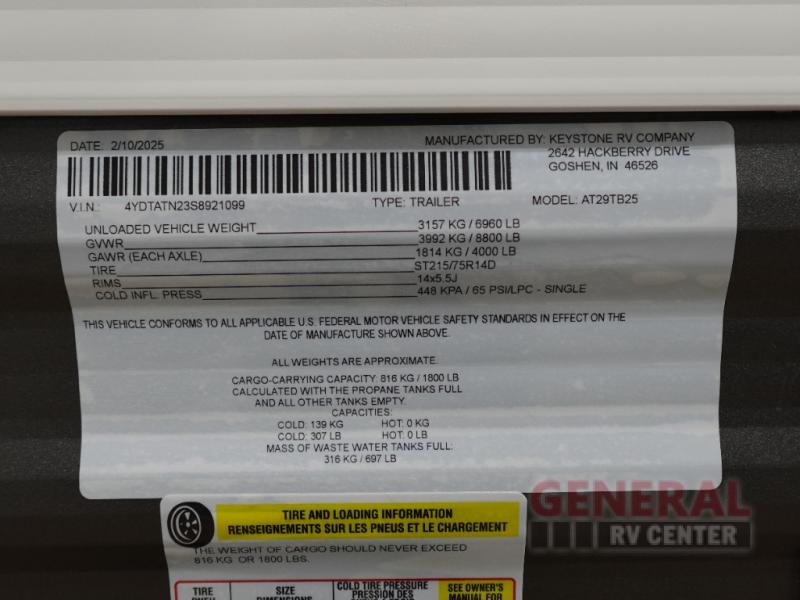 DATE: 2/10/2025
MANUFACTURED BY: KEYSTONE RV COMPANY
2642 HACKBERRY DRIVE
GOSHEN, IN 46526
V.I.N.: 4YDTATN23S8921099 TYPE: TRAILER MODEL: AT29TB25
UNLOADED VEHICLE WEIGHT 3157 KG / 6960 LB
GVWR 3992 KG / 8800 LB
GAWR (EACH AXLE) 1814 KG / 4000 LB
TIRE ST215/75R14D
RIMS 14x5.5J
COLD INFL. PRESS 448 KPA / 65 PSI/LPC - SINGLE
THIS VEHICLE CONFORMS TO ALL APPLICABLE U.S. FEDERAL MOTOR VEHICLE SAFETY STANDARDS IN EFFECT ON THE
DATE OF MANUFACTURE SHOWN ABOVE.
ALL WEIGHTS ARE APPROXIMATE.
CARGO-CARRYING CAPACITY: 816 KG / 1800 LB
CALCULATED WITH THE PROPANE TANKS FULL
AND ALL OTHER TANKS EMPTY.
CAPACITIES:
COLD: 139 KG HOT: 0 KG
COLD: 307 LB HOT: 0 LB
MASS OF WASTE WATER TANKS FULL:
316 KG / 697 LB
TIRE AND LOADING INFORMATION
RENSEIGNEMENTS SUR LES PNEUS ET LE CHARGEMENT
THE WEIGHT OF CARGO SHOULD NEVER EXCEED
816 KG OR 1800 LBS.
TIRE SIZE COLD TIRE PRESSURE SEE OWNER'S
PNEU DIMENSIONS PRESSION DES MANUAL FOR
GENERAL
RV CENTER